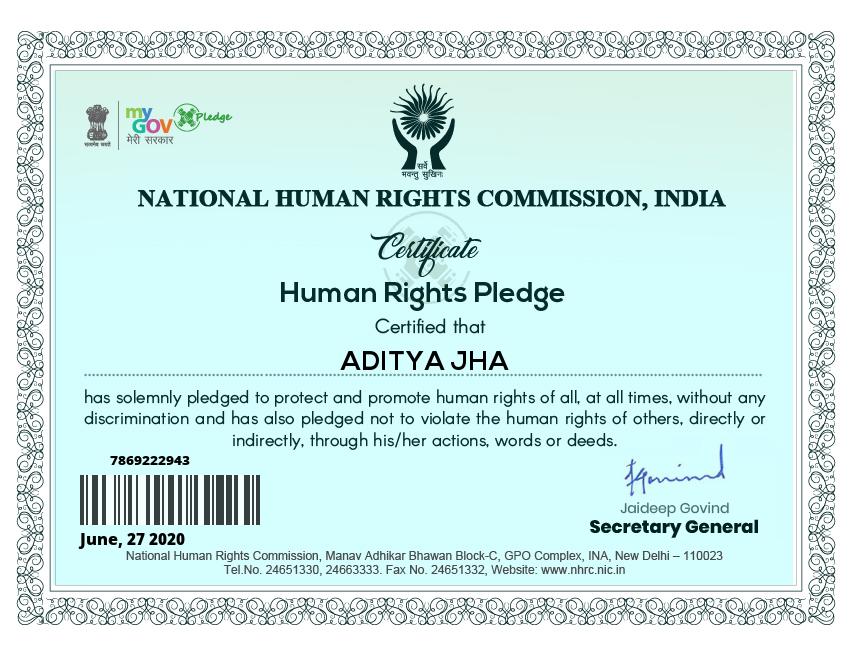 सत्यमेव जयते
my
GOV
मेरी सरकार
Pledge
सर्वे
भवन्तु सुखिनः
NATIONAL HUMAN RIGHTS COMMISSION, INDIA
Certificate
Human Rights Pledge
Certified that
ADITYA JHA
has solemnly pledged to protect and promote human rights of all, at all times, without any
discrimination and has also pledged not to violate the human rights of others, directly or
indirectly, through his/her actions, words or deeds.
7869222943
June, 27 2020
Jaideep Govind
Secretary General
National Human Rights Commission, Manav Adhikar Bhawan Block-C, GPO Complex, INA, New Delhi – 110023
Tel.No. 24651330, 24663333. Fax No. 24651332, Website: www.nhrc.nic.in